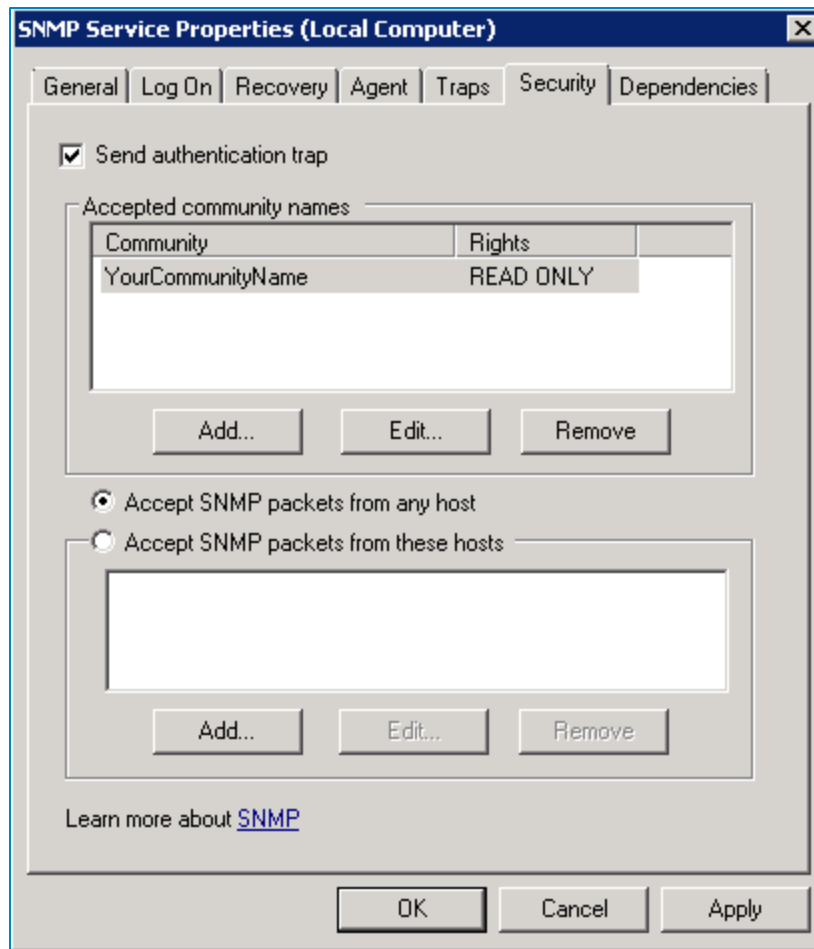 SNMP Service Properties (Local Computer)
General Log On Recovery Agent Traps Security Dependencies
Send authentication trap
Accepted community names
Community Rights
YourCommunityName READ ONLY
Add... Edit... Remove
Accept SNMP packets from any host
Accept SNMP packets from these hosts
Add... Edit... Remove
Learn more about SNMP
OK Cancel Apply